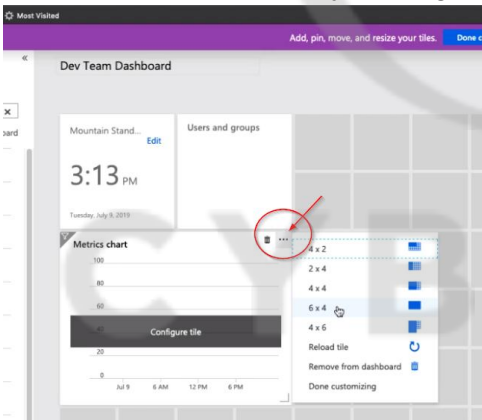 Most Visited
Add, pin, move, and resize your tiles.
Done c
«
Dev Team Dashboard
×
oard
Mountain Stand...
Edit
Users and groups
3:13 PM
Tuesday, July 9, 2019
Metrics chart
...
100
80
60
40
20
0
Configure tile
Jul 9 6 AM 12 PM 6 PM
4 x 2
2 x 4
4 x 4
6 x 4
4 x 6
Reload tile
Remove from dashboard
Done customizing
CYB